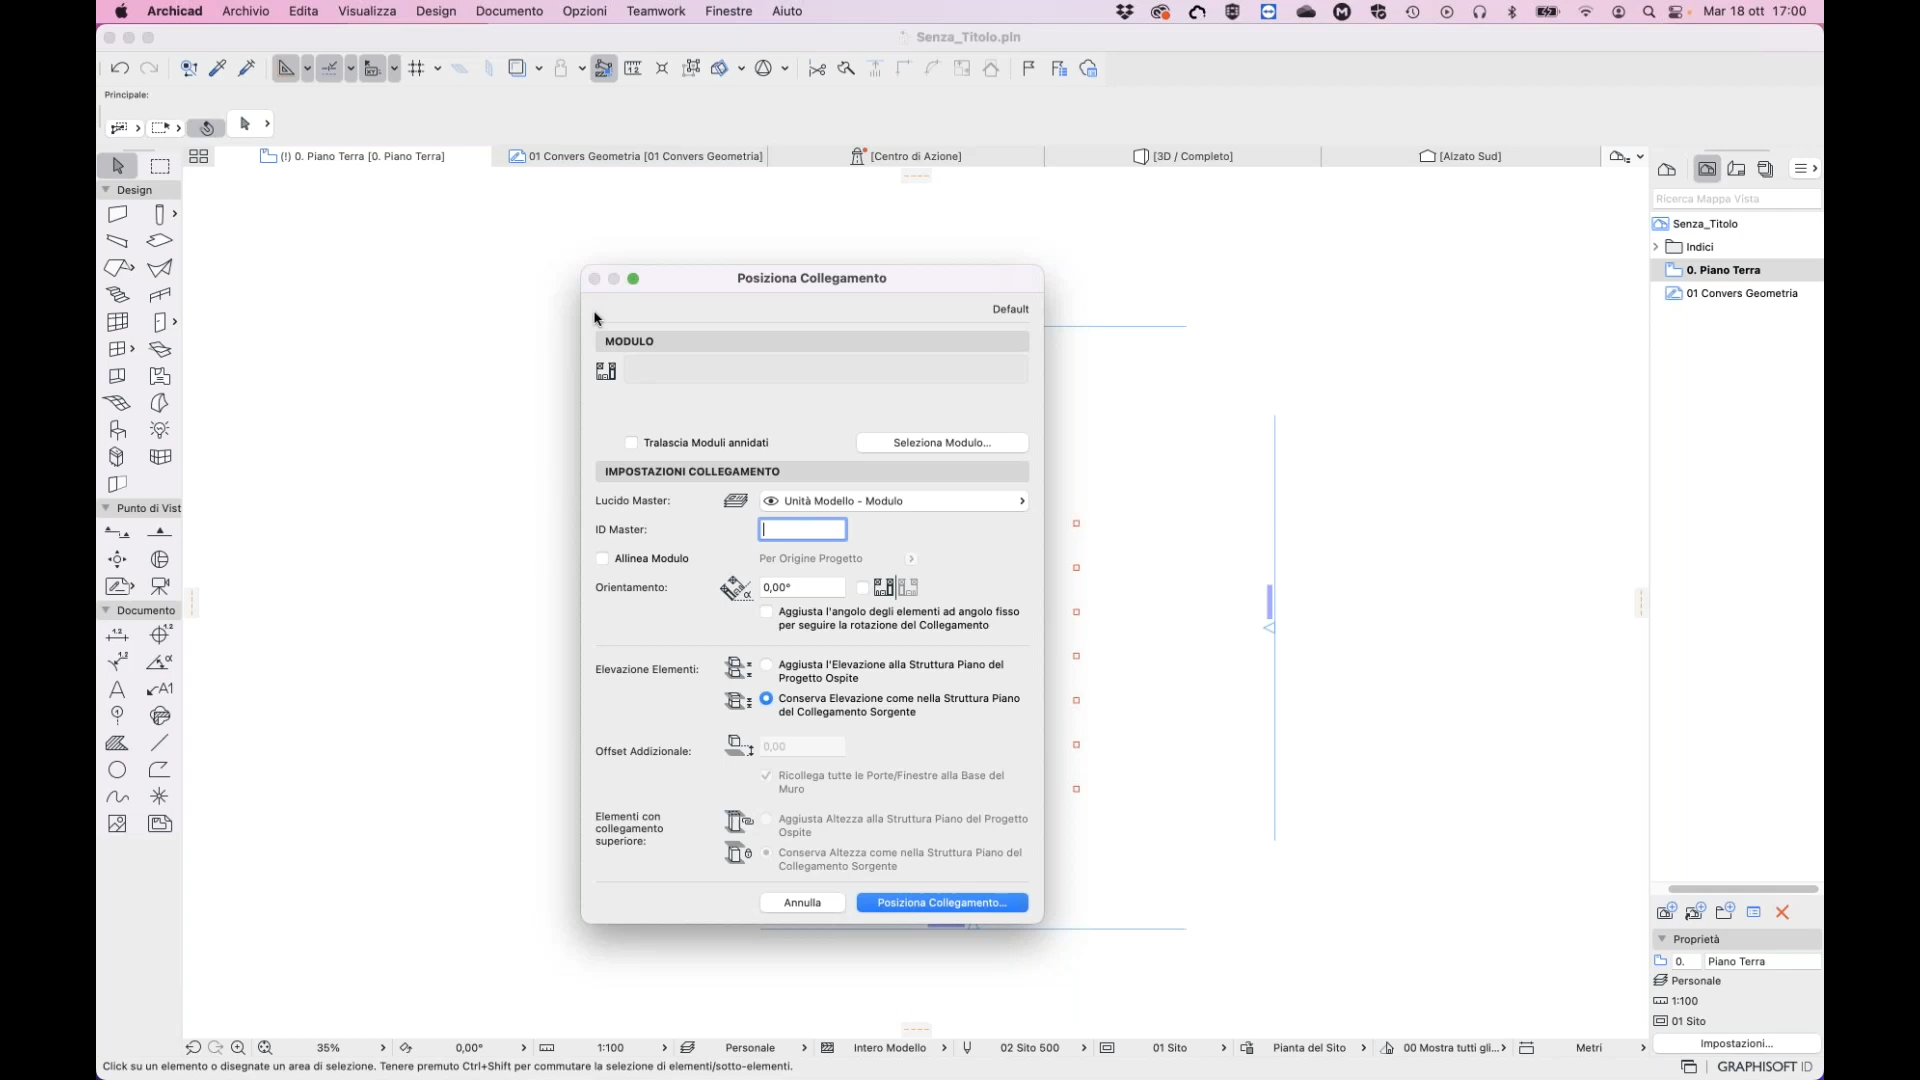 Archicad Archivio Edita Visualizza Design Documento Opzioni Teamwork Finestre Aiuto Mar 18 ott 17:00
Senza_Titolo.pln
Principale:
(!) 0. Piano Terra [0. Piano Terra]
01 Convers Geometria [01 Convers Geometria]
[Centro di Azione]
[3D / Completo]
[Alzato Sud]
Design
Punto di Vist
Documento
Posiziona Collegamento
Default
MODULO
Tralascia Moduli annidati
Seleziona Modulo...
IMPOSTAZIONI COLLEGAMENTO
Lucido Master:
Unità Modello - Modulo
ID Master:
Allinea Modulo
Per Origine Progetto
Orientamento:
0,00°
Aggiusta l'angolo degli elementi ad angolo fisso
per seguire la rotazione del Collegamento
Elevazione Elementi:
Aggiusta l'Elevazione alla Struttura Piano del
Progetto Ospite
Conserva Elevazione come nella Struttura Piano
del Collegamento Sorgente
Offset Addizionale:
0,00
Ricollega tutte le Porte/Finestre alla Base del
Muro
Elementi con
collegamento
superiore:
Aggiusta Altezza alla Struttura Piano del Progetto
Ospite
Conserva Altezza come nella Struttura Piano del
Collegamento Sorgente
Annulla
Posiziona Collegamento...
Ricerca Mappa Vista
Senza_Titolo
Indici
0. Piano Terra
01 Convers Geometria
Proprietà
0. Piano Terra
Personale
1:100
01 Sito
Impostazioni...
35% 0,00° 1:100 Personale Intero Modello 02 Sito 500 01 Sito Pianta del Sito 00 Mostra tutti gli... Metri
Click su un elemento o disegnate un area di selezione. Tenere premuto Ctrl+Shift per commutare la selezione di elementi/sotto-elementi.
GRAPHISOFT ID